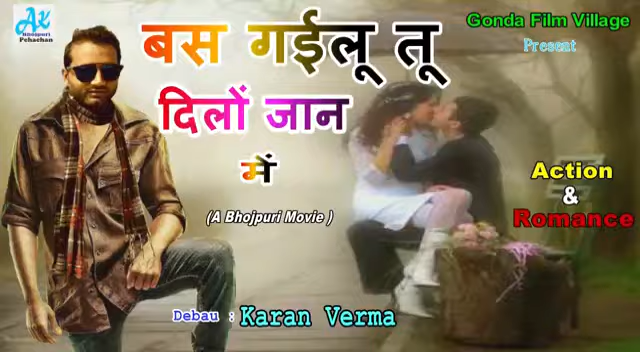 AK
Bhojpuri
Pehachan
Gonda Film Village
Present
बस गईलू तू
दिलों जान
में
(A Bhojpuri Movie )
Action
&
Romance
Debau : Karan Verma